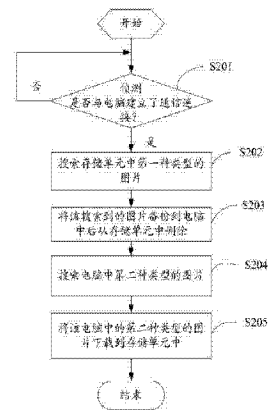 开始
S201
侦测
是否与电脑建立了通信连
接?
否
是
S202
搜索存储单元中第一种类型的
图片
S203
将该搜索到的图片备份到电脑
中后从存储单元中删除
S204
搜索电脑中第二种类型的图片
S205
将该电脑中的第二种类型的图
片下载到存储单元中
结束